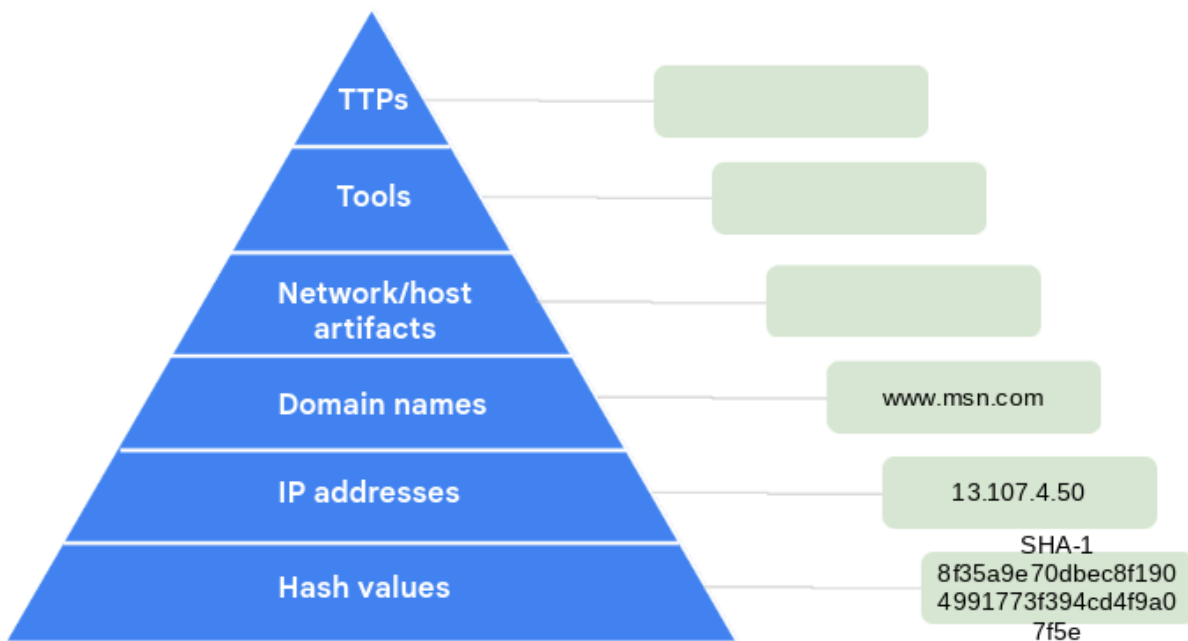 TTPs
Tools
Network/host
artifacts
Domain names
www.msn.com
IP addresses
13.107.4.50
Hash values
SHA-1
8f35a9e70dbec8f190
4991773f394cd4f9a0
7f5e